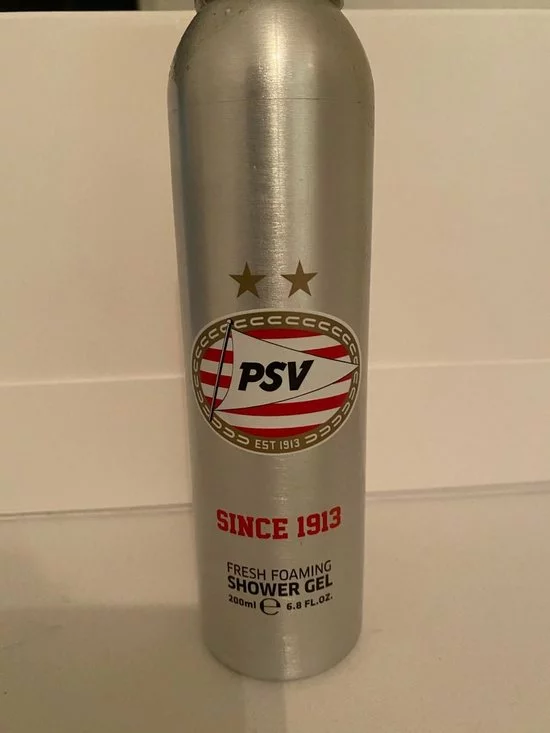 PSV
EST 1913
SINCE 1913
FRESH FOAMING
SHOWER GEL
200ml ℮ 6.8 FL.OZ.